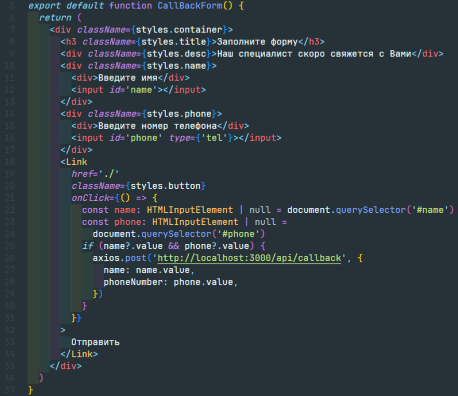 export default function CallBackForm() {
return (
<div className={styles.container}>
<h3 className={styles.title}>Заполните форму</h3>
<div className={styles.desc}>Наш специалист скоро свяжется с Вами</div>
<div className={styles.name}>
<div>Введите имя</div>
<input id='name'></input>
</div>
<div className={styles.phone}>
<div>Введите номер телефона</div>
<input id='phone' type={'tel'}></input>
</div>
<Link
href='./'
className={styles.button}
onClick={() => {
const name: HTMLInputElement | null = document.querySelector('#name')
const phone: HTMLInputElement | null =
document.querySelector('#phone')
if (name?.value && phone?.value) {
axios.post('http://localhost:3000/api/callback', {
name: name.value,
phoneNumber: phone.value,
})
}
}}
>
Отправить
</Link>
</div>
)
}